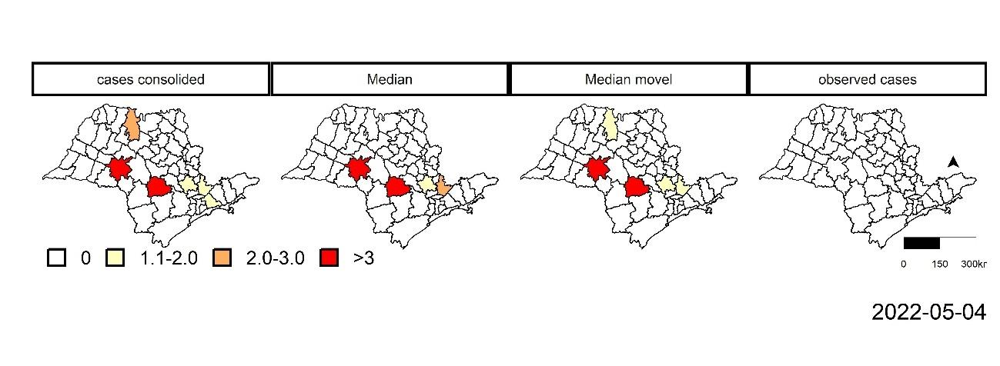 cases consolided
Median
Median movel
observed cases
0
1.1-2.0
2.0-3.0
>3
0 150 300kr
2022-05-04